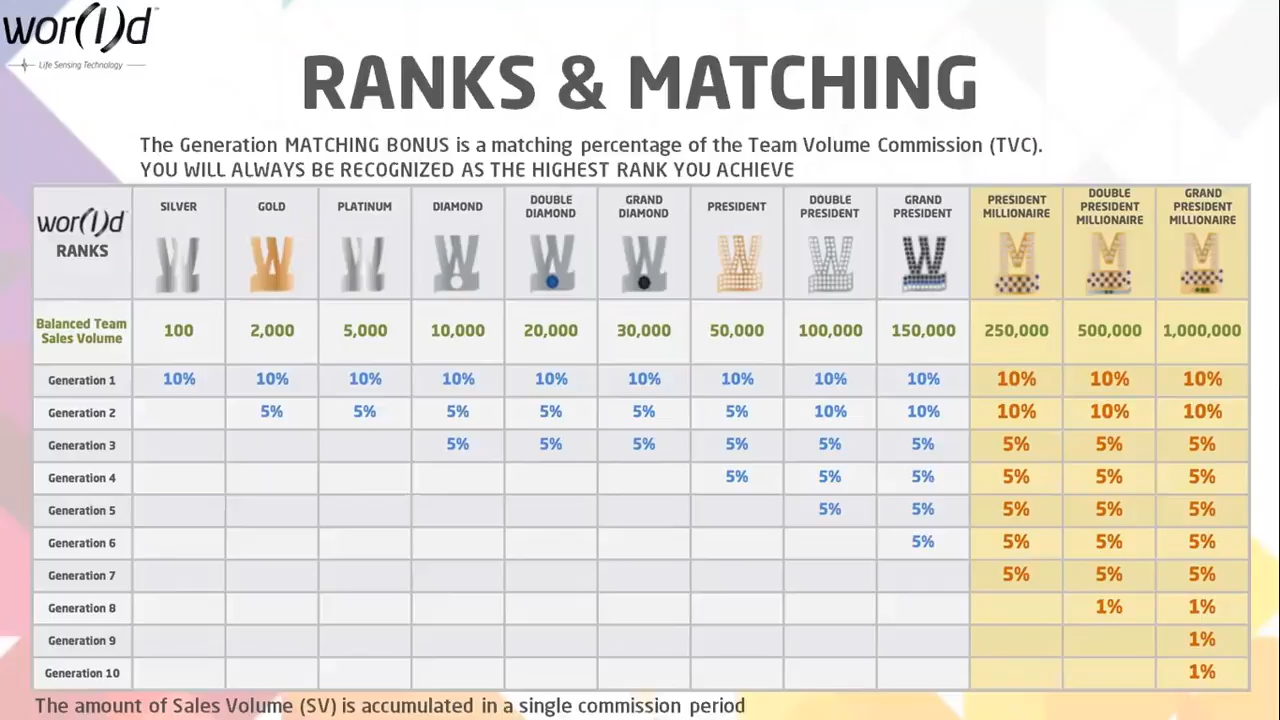 wor(l)d™
Life Sensing Technology
RANKS & MATCHING
The Generation MATCHING BONUS is a matching percentage of the Team Volume Commission (TVC).
YOU WILL ALWAYS BE RECOGNIZED AS THE HIGHEST RANK YOU ACHIEVE
wor(l)d RANKS SILVER GOLD PLATINUM DIAMOND DOUBLE DIAMOND GRAND DIAMOND PRESIDENT DOUBLE PRESIDENT GRAND PRESIDENT PRESIDENT MILLIONAIRE DOUBLE PRESIDENT MILLIONAIRE GRAND PRESIDENT MILLIONAIRE
Balanced Team Sales Volume 100 2,000 5,000 10,000 20,000 30,000 50,000 100,000 150,000 250,000 500,000 1,000,000
Generation 1 10% 10% 10% 10% 10% 10% 10% 10% 10% 10% 10% 10%
Generation 2 5% 5% 5% 5% 5% 5% 10% 10% 10% 10% 10%
Generation 3 5% 5% 5% 5% 5% 5% 5% 5% 5%
Generation 4 5% 5% 5% 5% 5% 5%
Generation 5 5% 5% 5% 5% 5%
Generation 6 5% 5% 5% 5%
Generation 7 5% 5% 5%
Generation 8 1% 1%
Generation 9 1%
Generation 10 1%
The amount of Sales Volume (SV) is accumulated in a single commission period